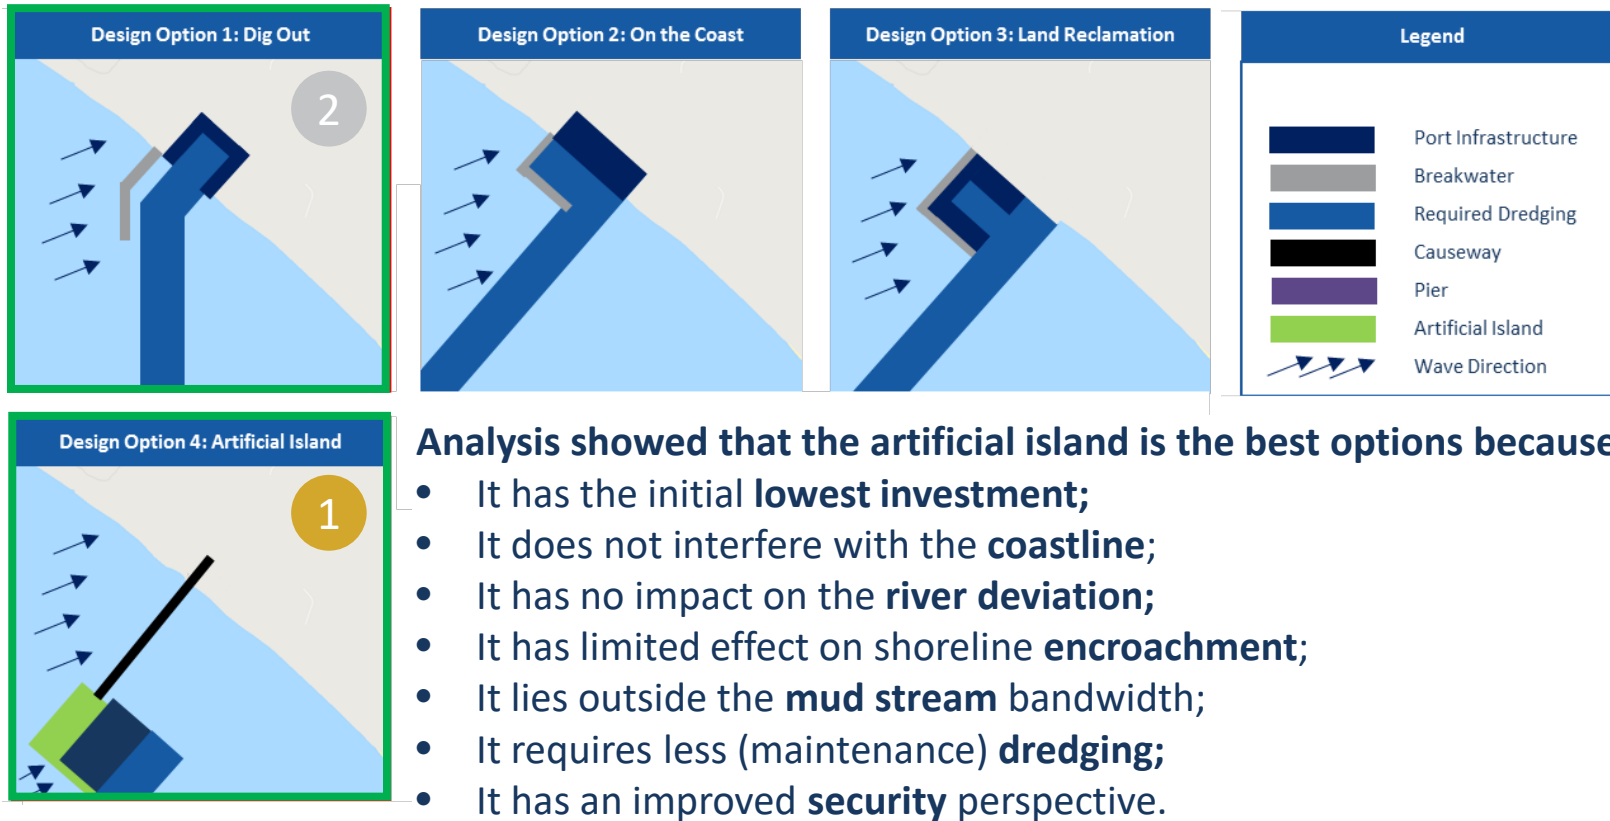 Design Option 1: Dig Out
2
Design Option 2: On the Coast
Design Option 3: Land Reclamation
Legend
Port Infrastructure
Breakwater
Required Dredging
Causeway
Pier
Artificial Island
Wave Direction
Design Option 4: Artificial Island
1
Analysis showed that the artificial island is the best options because
• It has the initial lowest investment;
• It does not interfere with the coastline;
• It has no impact on the river deviation;
• It has limited effect on shoreline encroachment;
• It lies outside the mud stream bandwidth;
• It requires less (maintenance) dredging;
• It has an improved security perspective.